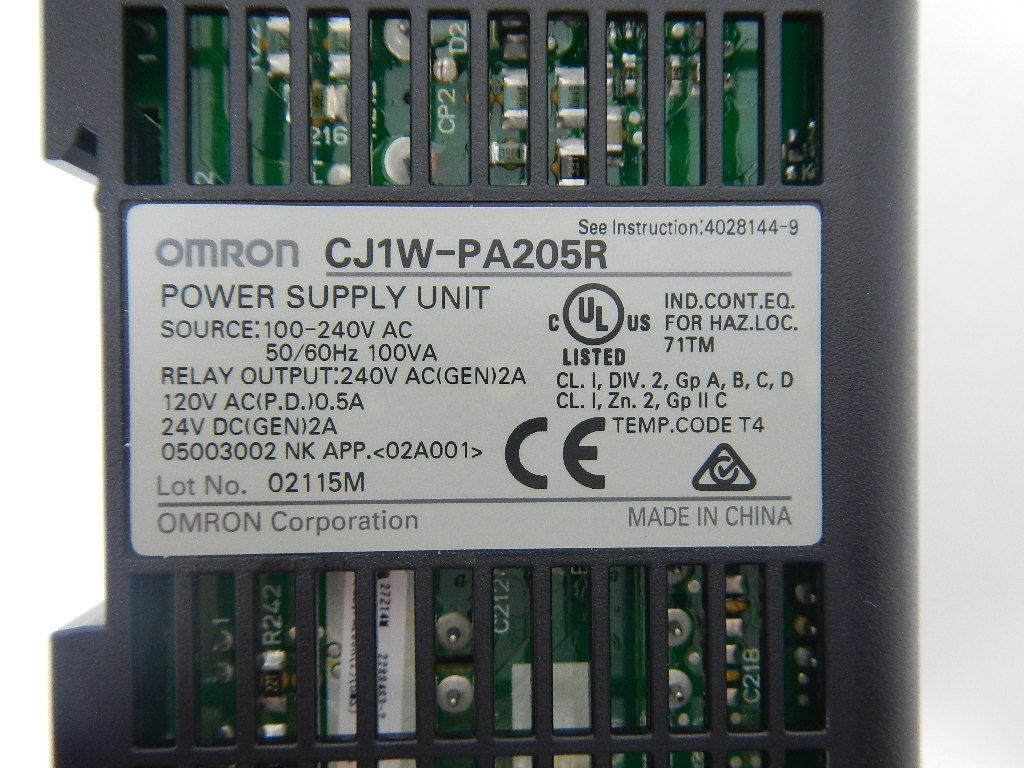 CP2
D2
216
2
See Instruction:4028144-9
OMRON CJ1W-PA205R
POWER SUPPLY UNIT
SOURCE:100-240V AC
50/60Hz 100VA
RELAY OUTPUT:240V AC(GEN)2A
120V AC(P.D.)0.5A
24V DC(GEN)2A
05003002 NK APP.<02A001>
Lot No. 02115M
C UL US
LISTED
IND.CONT.EQ.
FOR HAZ.LOC.
71TM
CL. I, DIV. 2, Gp A, B, C, D
CL. I, Zn. 2, Gp II C
CE TEMP.CODE T4
OMRON Corporation
MADE IN CHINA
1
R242
27Z14W
C212
C218